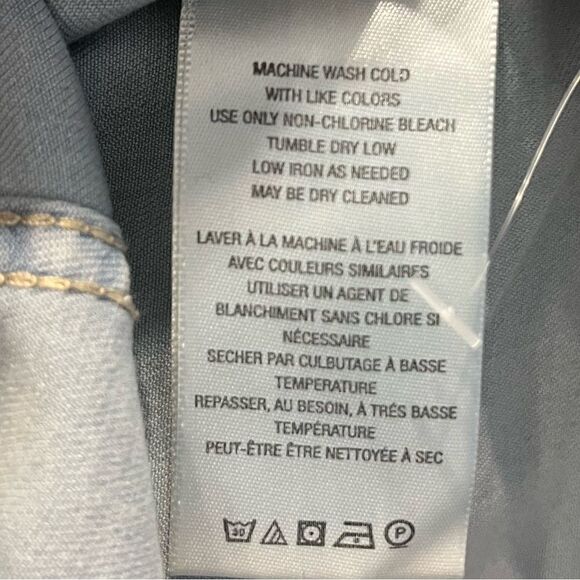 MACHINE WASH COLD
WITH LIKE COLORS
USE ONLY NON-CHLORINE BLEACH
TUMBLE DRY LOW
LOW IRON AS NEEDED
MAY BE DRY CLEANED
LAVER À LA MACHINE À L'EAU FROIDE
AVEC COULEURS SIMILAIRES
UTILISER UN AGENT DE
BLANCHIMENT SANS CHLORE SI
NÉCESSAIRE
SECHER PAR CULBUTAGE À BASSE
TEMPERATURE
REPASSER, AU BESOIN, À TRÉS BASSE
TEMPÉRATURE
PEUT-ÊTRE ÊTRE NETTOYÉE À SEC
30 P